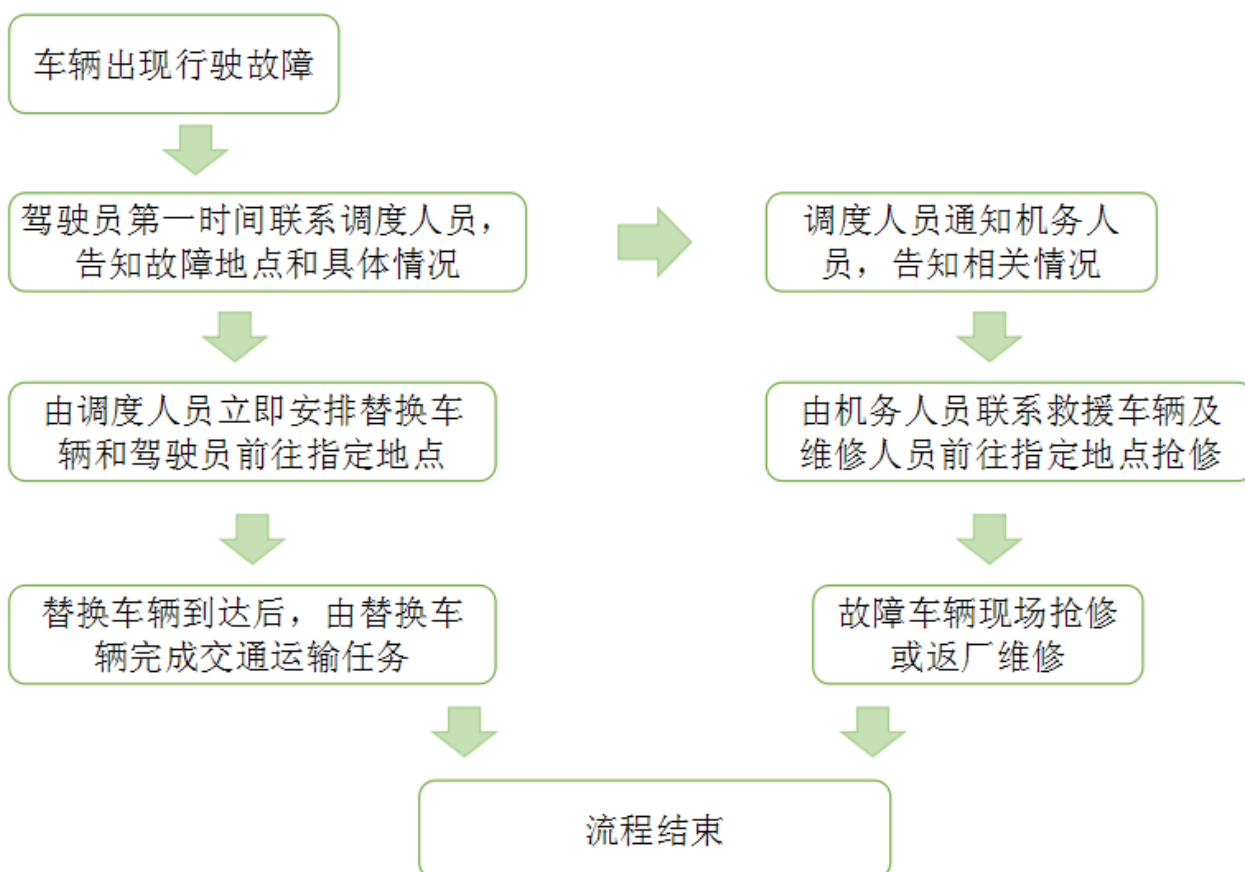 车辆出现行驶故障
驾驶员第一时间联系调度人员，
告知故障地点和具体情况
调度人员通知机务人
员，告知相关情况
由调度人员立即安排替换车
辆和驾驶员前往指定地点
由机务人员联系救援车辆及
维修人员前往指定地点抢修
替换车辆到达后，由替换车
辆完成交通运输任务
故障车辆现场抢修
或返厂维修
流程结束